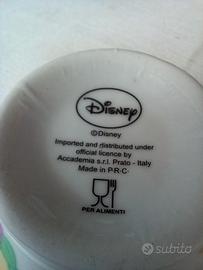 Disney
©Disney
Imported and distributed under
official licence by
Accademia s.r.l. Prato - Italy
Made in P·R·C·
PER ALIMENTI
subito